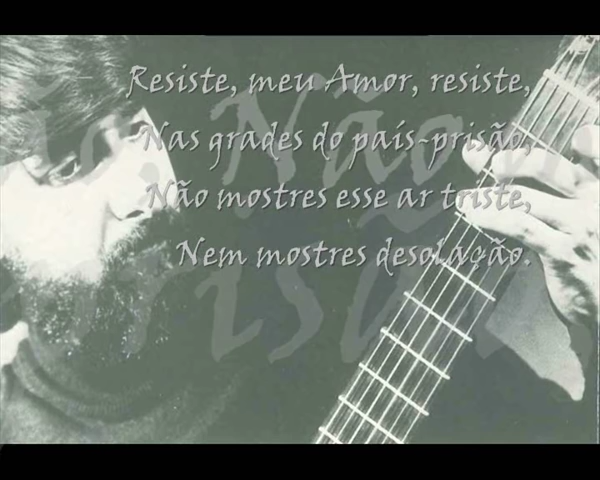 Resiste, meu Amor, resiste,
Nas grades do país-prisão,
Não mostres esse ar triste,
Nem mostres desolação.